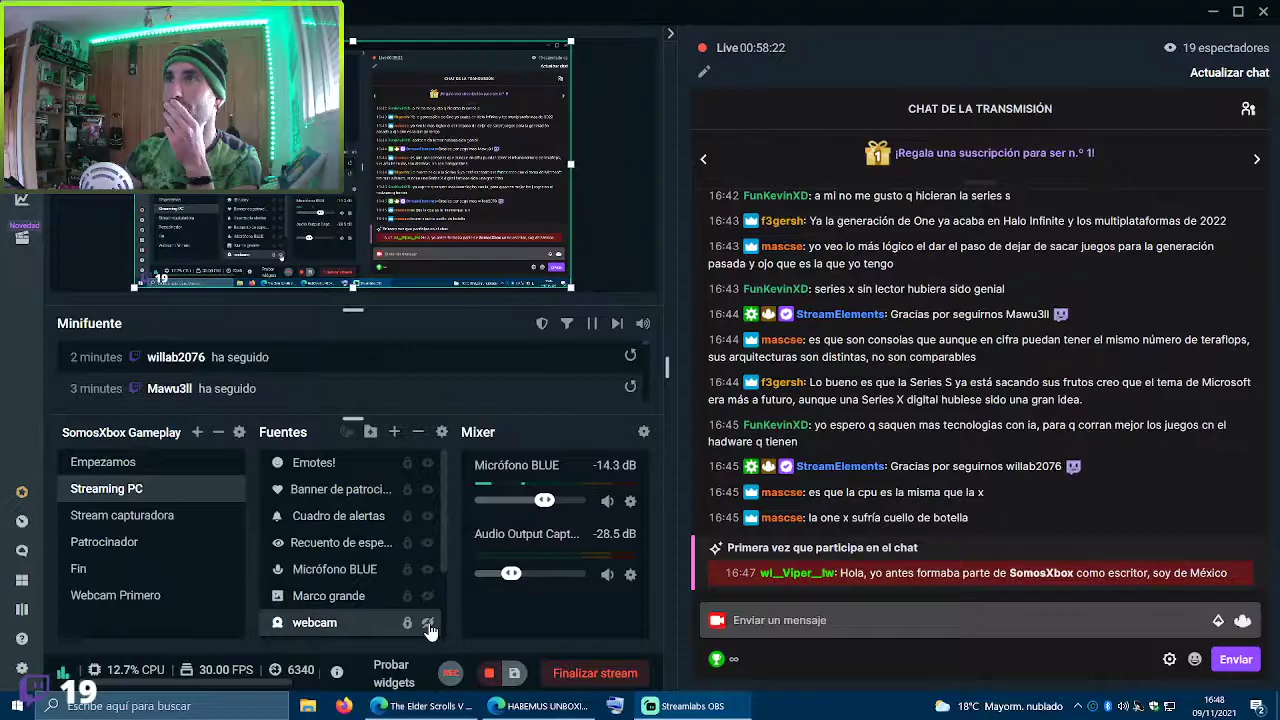 Live 00:58:22
19 espectadores
Actualizar chat
CHAT DE LA TRANSMISIÓN
¡Regala una suscripción para ser n.º 1!
16:42 FunKevinXD: no a mi me gusto q hicieran la series s
16:43 f3gersh: Yo pa generación de One yo acaba en halo infinite y los multiplaformas de 2022
16:43 mascse: yo veo lo más lógico el dar el paso de dejar de sacar juegos para la generación
pasada y ojo que es la que yo tengo
16:43 FunKevinXD: series x sin lector hubiera sido genial
16:44 StreamElements: Gracias por seguirnos Mawu3ll
16:44 mascse: es que son consolas que aunque en cifra puedan tener el mismo número de teraflops,
sus arquitecturas son distintas, no son comparables
16:44 f3gersh: Lo bueno es que la Series S ya está sacando sus frutos creo que el tema de Microsoft
era más a futuro, aunque una Series X digital hubiese sido una gran idea.
16:45 FunKevinXD: yo espero q saquen mas tecnologias con ia, para q corran mejor los juegos con el
hadware q tienen
16:45 StreamElements: Gracias por seguirnos willab2076
16:45 mascse: es que la cpu es la misma que la x
16:45 mascse: la one x sufría cuello de botella
Primera vez que participa en el chat
16:47 wl__Viper__lw: Hola, yo antes formaba parte de SomosXbox como escritor, soy de México
Enviar un mensaje
∞
Enviar
Novedad
19
Minifuente
2 minutes willab2076 ha seguido
3 minutes Mawu3ll ha seguido
SomosXbox Gameplay
Empezamos
Streaming PC
Stream capturadora
Patrocinador
Fin
Webcam Primero
Fuentes
Emotes!
Banner de patroci...
Cuadro de alertas
Recuento de espe...
Micrófono BLUE
Marco grande
webcam
Mixer
Micrófono BLUE -14.3 dB
Audio Output Capt... -28.5 dB
12.7% CPU
30.00 FPS
6340
Probar
widgets
REC
Finalizar stream
19
Escribe aquí para buscar
The Elder Scrolls V ...
HABEMUS UNBOXI...
Streamlabs OBS
18°C Mayorm. nublado
16:48
09/11/2021
2